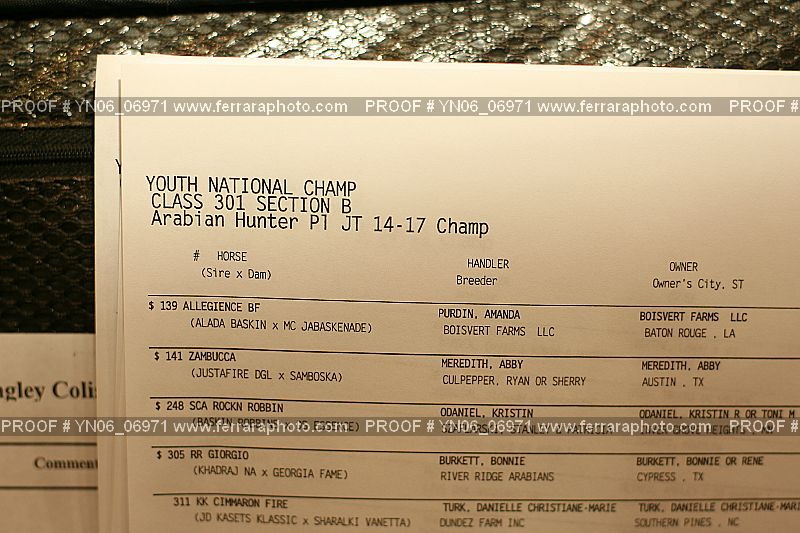 PROOF # YN06_06971 www.ferraraphoto.com PROOF # YN06_06971 www.ferraraphoto.com PROOF #
YOUTH NATIONAL CHAMP
CLASS 301 SECTION B
Arabian Hunter Pl JT 14-17 Champ
# HORSE HANDLER OWNER
(Sire x Dam) Breeder Owner's City, ST
$ 139 ALLEGIENCE BF PURDIN, AMANDA BOISVERT FARMS LLC
(ALADA BASKIN x MC JABASKENADE) BOISVERT FARMS LLC BATON ROUGE , LA
$ 141 ZAMBUCCA MEREDITH, ABBY MEREDITH, ABBY
(JUSTAFIRE DGL x SAMBOSKA) CULPEPPER, RYAN OR SHERRY AUSTIN , TX
ngley Colis
$ 248 SCA ROCKN ROBBIN ODANIEL, KRISTIN ODANIEL, KRISTIN R OR TONI M
PROOF # YN06_06971 www.ferraraphoto.com PROOF # YN06_06971 www.ferraraphoto.com PROOF #
$ 305 RR GIORGIO BURKETT, BONNIE BURKETT, BONNIE OR RENE
Comment
(KHADRAJ NA x GEORGIA FAME) RIVER RIDGE ARABIANS CYPRESS , TX
311 KK CIMMARON FIRE TURK, DANIELLE CHRISTIANE-MARIE TURK, DANIELLE CHRISTIANE-MARI
(JD KASETS KLASSIC x SHARALKI VANETTA) DUNDEZ FARM INC SOUTHERN PINES , NC